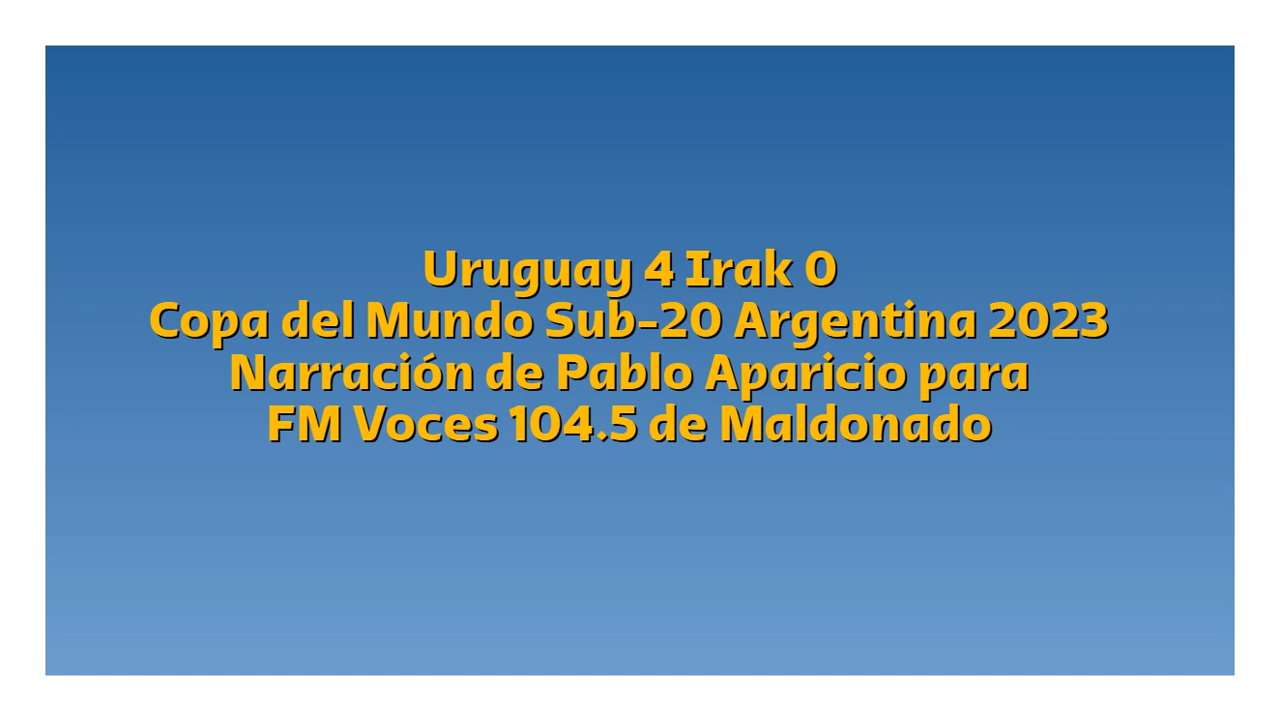 Uruguay 4 Irak 0
Copa del Mundo Sub-20 Argentina 2023
Narración de Pablo Aparicio para
FM Voces 104.5 de Maldonado